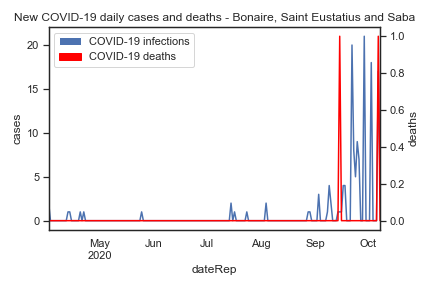 New COVID-19 daily cases and deaths - Bonaire, Saint Eustatius and Saba
COVID-19 infections
COVID-19 deaths
cases
20
15
10
5
0
1.0
0.8
0.6
0.4
0.2
0.0
deaths
May Jun Jul Aug Sep Oct
2020
dateRep